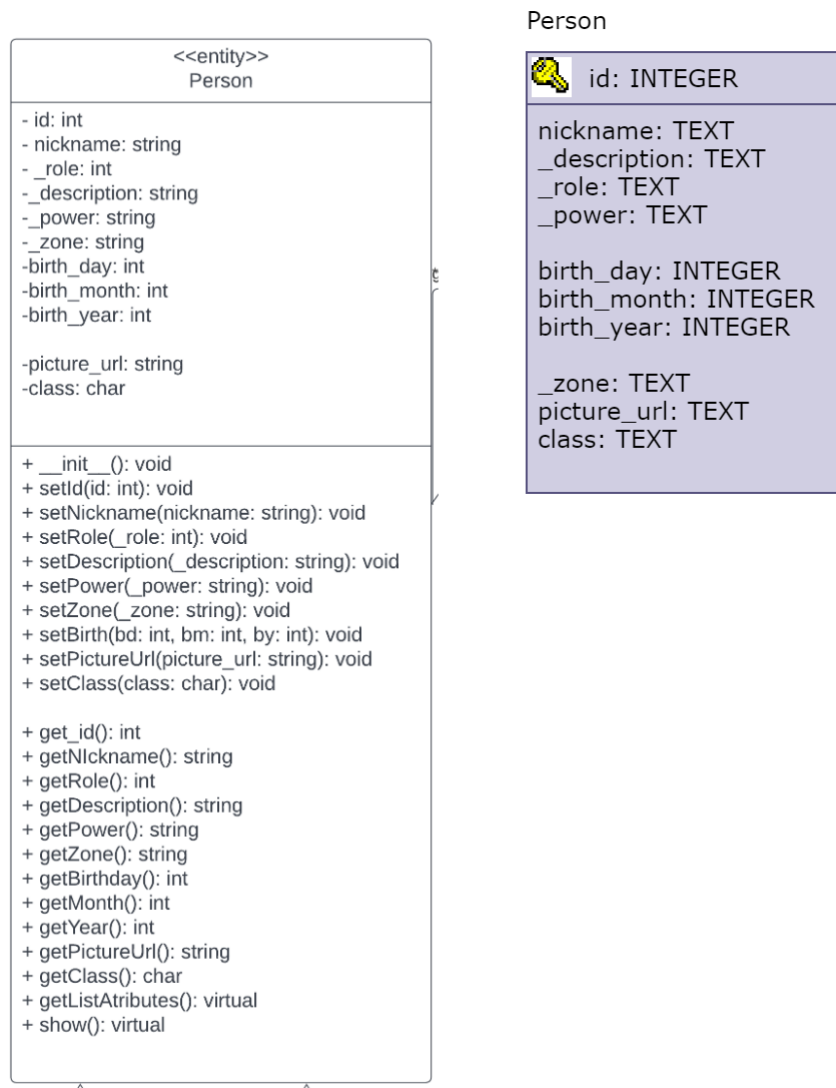 <<entity>>
Person
- id: int
- nickname: string
- _role: int
-_description: string
-_power: string
-_zone: string
-birth_day: int
-birth_month: int
-birth_year: int
-picture_url: string
-class: char
+ __init__(): void
+ setId(id: int): void
+ setNickname(nickname: string): void
+ setRole(_role: int): void
+ setDescription(_description: string): void
+ setPower(_power: string): void
+ setZone(_zone: string): void
+ setBirth(bd: int, bm: int, by: int): void
+ setPictureUrl(picture_url: string): void
+ setClass(class: char): void
+ get_id(): int
+ getNIckname(): string
+ getRole(): int
+ getDescription(): string
+ getPower(): string
+ getZone(): string
+ getBirthday(): int
+ getMonth(): int
+ getYear(): int
+ getPictureUrl(): string
+ getClass(): char
+ getListAtributes(): virtual
+ show(): virtual
Person
id: INTEGER
nickname: TEXT
_description: TEXT
_role: TEXT
_power: TEXT
birth_day: INTEGER
birth_month: INTEGER
birth_year: INTEGER
_zone: TEXT
picture_url: TEXT
class: TEXT